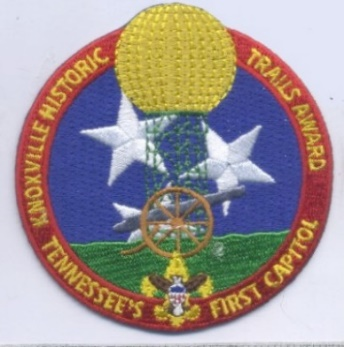 KNOXVILLE HISTORIC
TRAILS AWARD
TENNESSEE'S FIRST CAPITOL